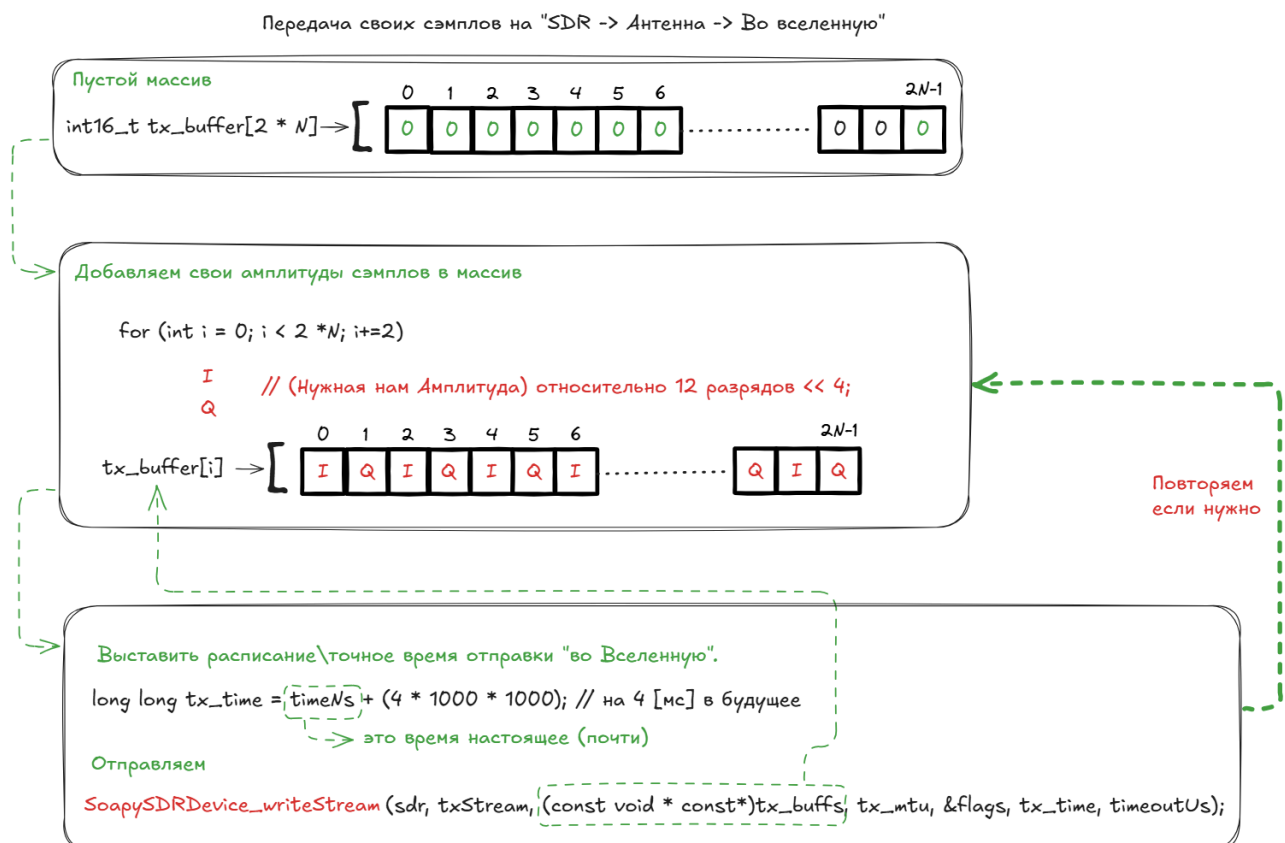 Передача своих сэмплов на "SDR -> Антенна -> Во вселенную"
Пустой массив
0 1 2 3 4 5 6 2N-1
int16_t tx_buffer[2 * N] 0 0 0 0 0 0 0 0 0 0
Добавляем свои амплитуды сэмплов в массив
for (int i = 0; i < 2 *N; i+=2)
I
// (Нужная нам Амплитуда) относительно 12 разрядов << 4;
Q
0 1 2 3 4 5 6 2N-1
tx_buffer[i] I Q I Q I Q I Q I Q
Повторяем
если нужно
Выставить расписание\точное время отправки "во Вселенную".
long long tx_time = timeNs + (4 * 1000 * 1000); // на 4 [мс] в будущее
это время настоящее (почти)
Отправляем
SoapySDRDevice_writeStream (sdr, txStream, (const void * const*)tx_buffs, tx_mtu, &flags, tx_time, timeoutUs);